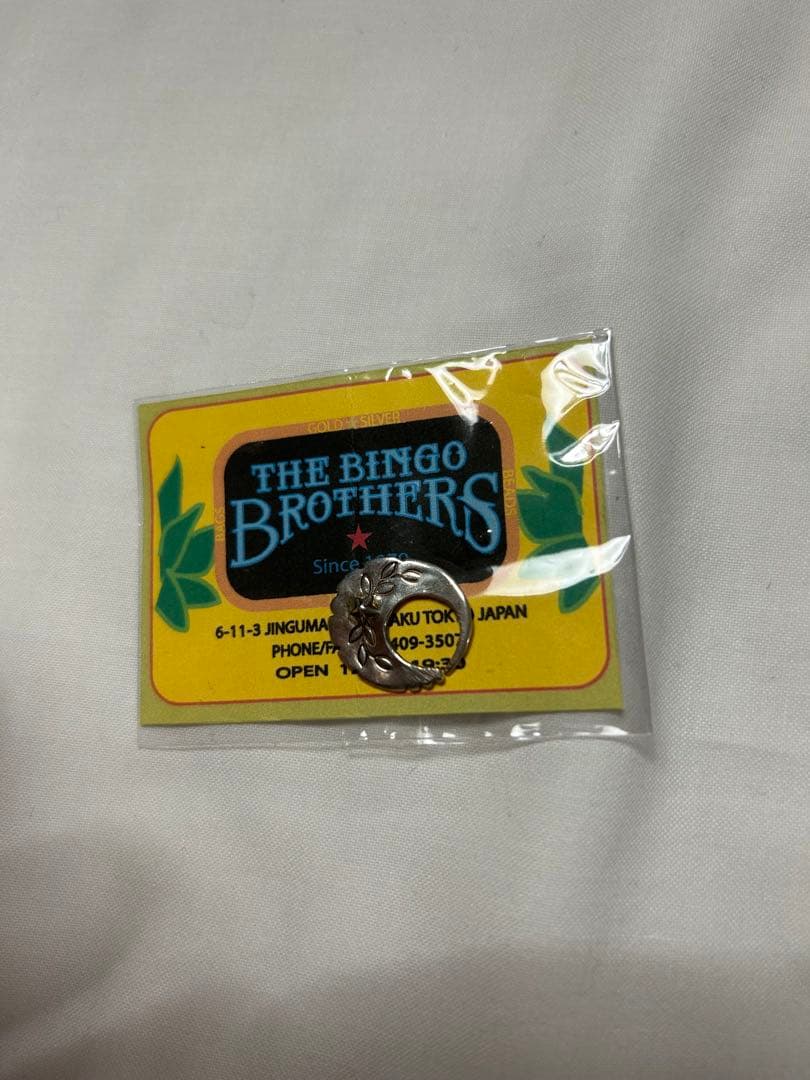 GOLD ★ SILVER
BAGS
THE BINGO
BROTHERS
BEADS
Since
6-11-3 JINGUMA AKU TOKYO JAPAN
PHONE/FA 409-3507
OPEN